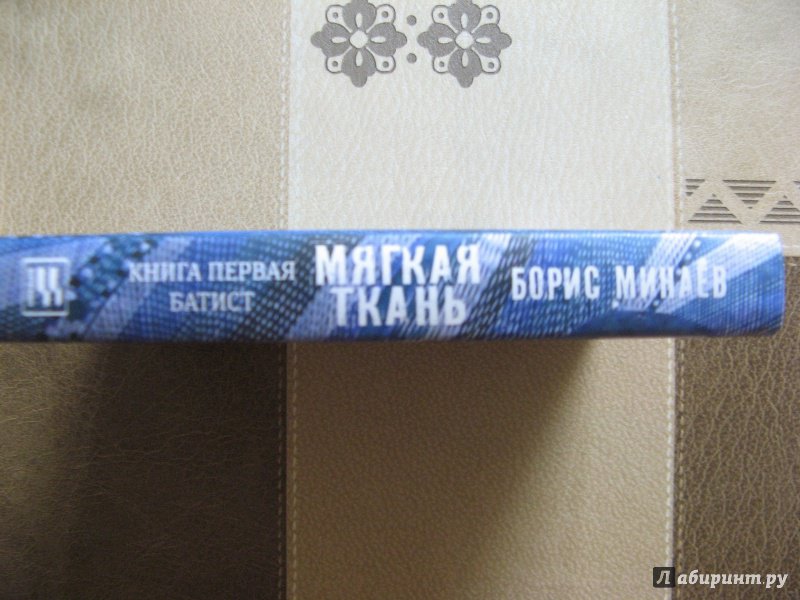 КНИГА ПЕРВАЯ
БАТИСТ
МЯГКАЯ
ТКАНЬ
БОРИС МИНАЕВ
Лабиринт.ру